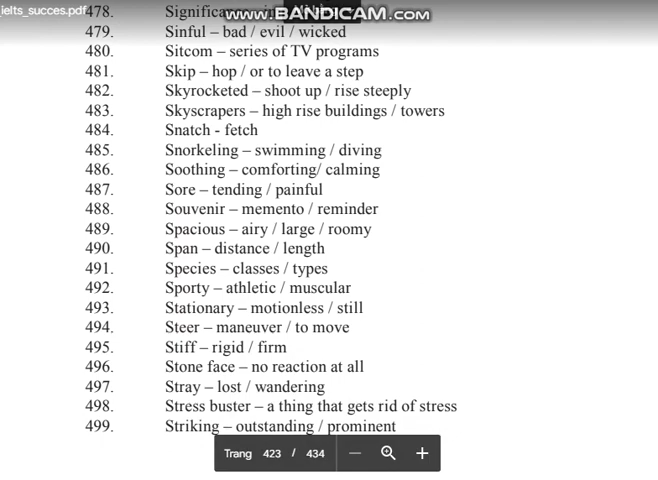 ielts_succes.pdf
www.BANDICAM.com
478. Significance
479. Sinful – bad / evil / wicked
480. Sitcom – series of TV programs
481. Skip – hop / or to leave a step
482. Skyrocketed – shoot up / rise steeply
483. Skyscrapers – high rise buildings / towers
484. Snatch - fetch
485. Snorkeling – swimming / diving
486. Soothing – comforting/ calming
487. Sore – tending / painful
488. Souvenir – memento / reminder
489. Spacious – airy / large / roomy
490. Span – distance / length
491. Species – classes / types
492. Sporty – athletic / muscular
493. Stationary – motionless / still
494. Steer – maneuver / to move
495. Stiff – rigid / firm
496. Stone face – no reaction at all
497. Stray – lost / wandering
498. Stress buster – a thing that gets rid of stress
499. Striking – outstanding / prominent
Trang 423 / 434